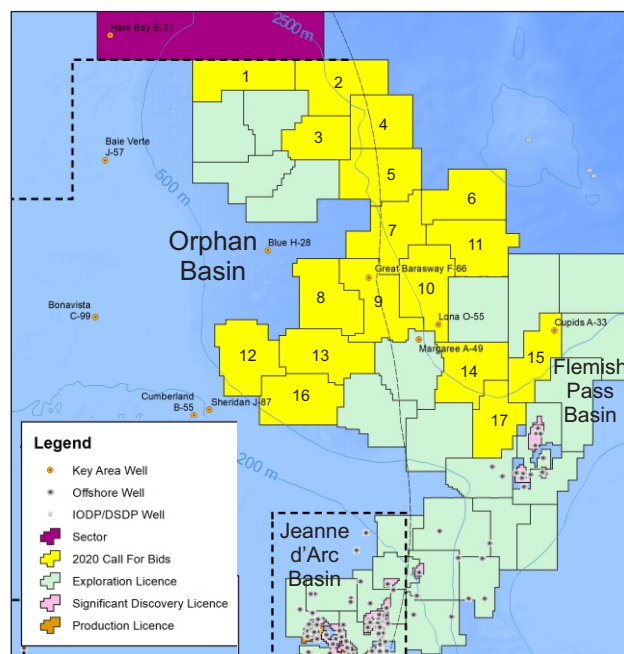 Hare Bay E-21
2500 m
1
2
Baie Verte
J-57
3
4
5
500 m
6
7
Orphan
Basin
Blue H-28
11
Great Barasway F-66
8
9
10
Bonavista
C-99
Lona O-55
Cupids A-33
Margaree A-49
12
13
14
15
Flemish
Pass
Basin
Cumberland
B-55
Sheridan J-87
16
17
200 m
Legend
Key Area Well
Offshore Well
IODP/DSDP Well
Sector
2020 Call For Bids
Exploration Licence
Significant Discovery Licence
Production Licence
Jeanne
d'Arc
Basin